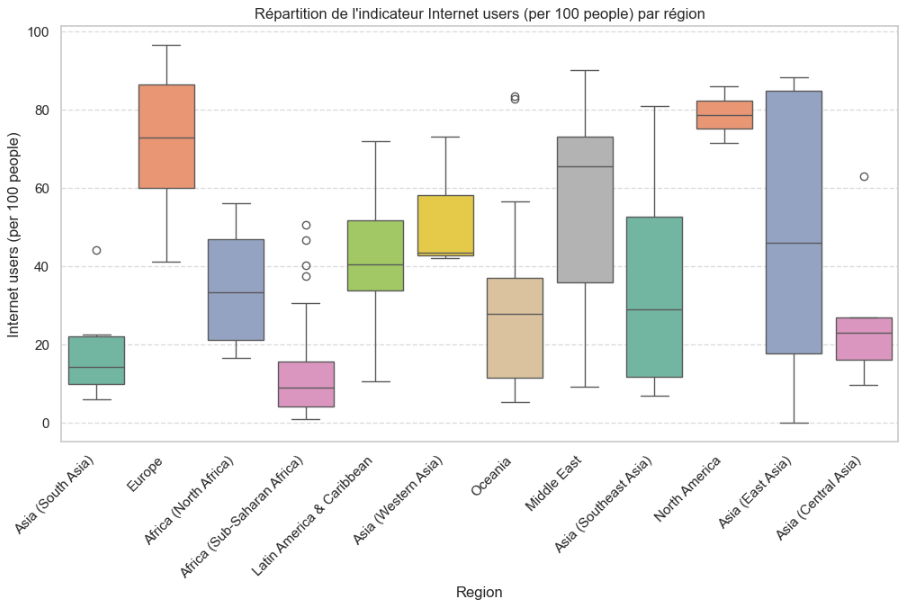 Répartition de l'indicateur Internet users (per 100 people) par région
Internet users (per 100 people)
100
80
60
40
20
0
Asia (South Asia)
Europe
Africa (North Africa)
Africa (Sub-Saharan Africa)
Latin America & Caribbean
Asia (Western Asia)
Oceania
Middle East
Asia (Southeast Asia)
North America
Asia (East Asia)
Asia (Central Asia)
Region